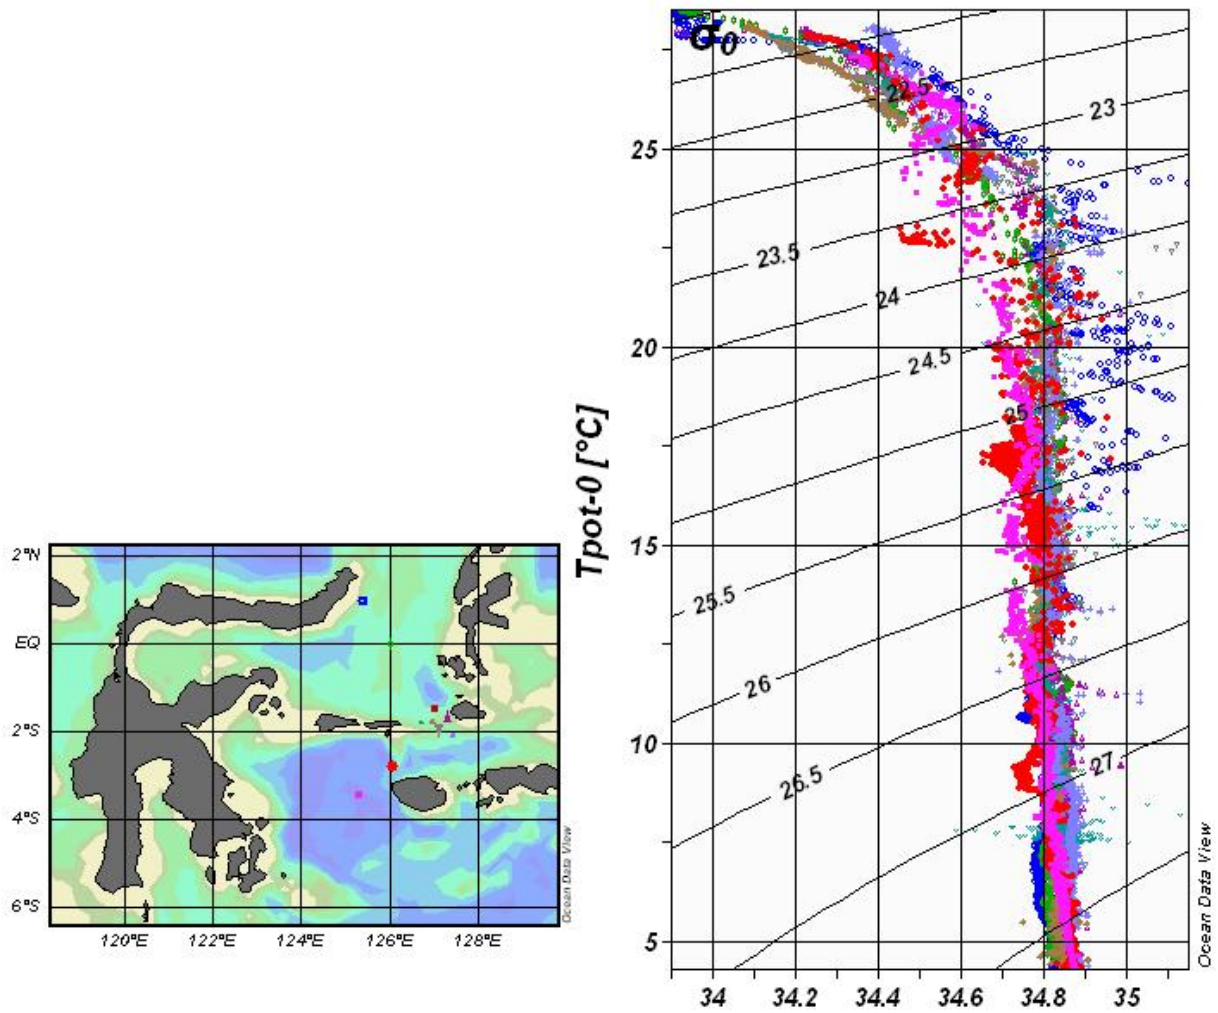 σ0
22.5
23
25
23.5
24
20
24.5
25
Tpot-0 [°C]
15
25.5
26
10
26.5
27
5
34 34.2 34.4 34.6 34.8 35
Ocean Data View
2°N
EQ
2°S
4°S
6°S
120°E 122°E 124°E 126°E 128°E
Ocean Data View